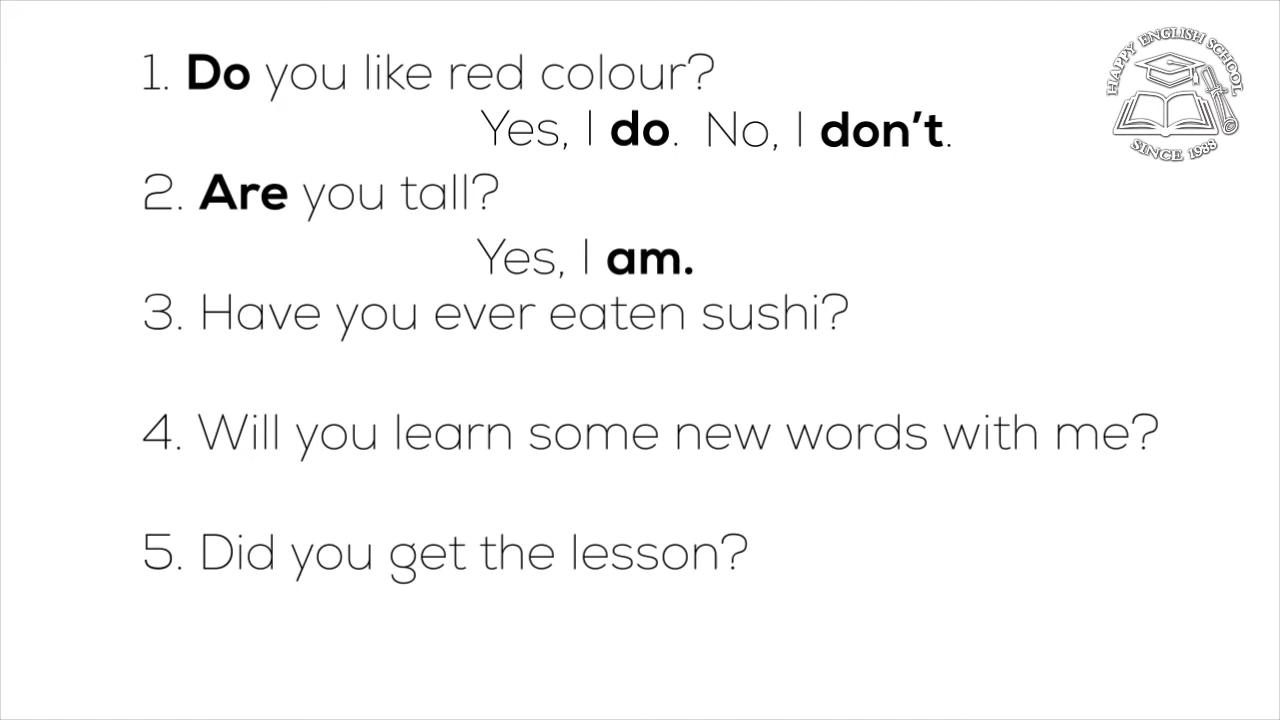 1. Do you like red colour?
Yes, I do. No, I don't.
2. Are you tall?
Yes, I am.
3. Have you ever eaten sushi?
4. Will you learn some new words with me?
5. Did you get the lesson?
HAPPY ENGLISH SCHOOL
SINCE 1988